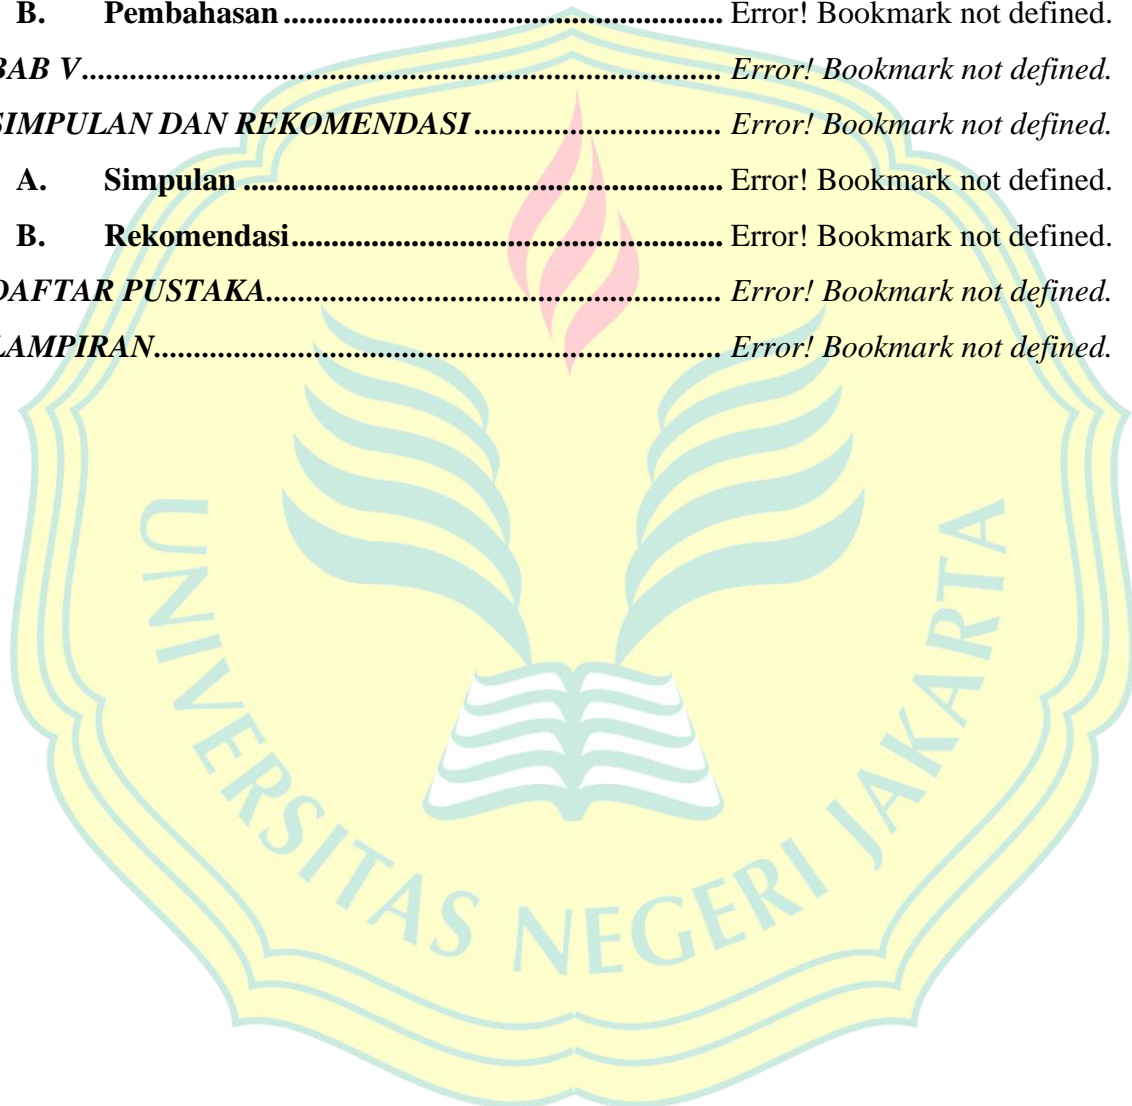 B. Pembahasan ........................................................ Error! Bookmark not defined.
BAB V.................................................................................. Error! Bookmark not defined.
SIMPULAN DAN REKOMENDASI ................................ Error! Bookmark not defined.
A. Simpulan ............................................................. Error! Bookmark not defined.
B. Rekomendasi....................................................... Error! Bookmark not defined.
DAFTAR PUSTAKA.......................................................... Error! Bookmark not defined.
LAMPIRAN......................................................................... Error! Bookmark not defined.
UNIVERSITAS NEGERI JAKARTA